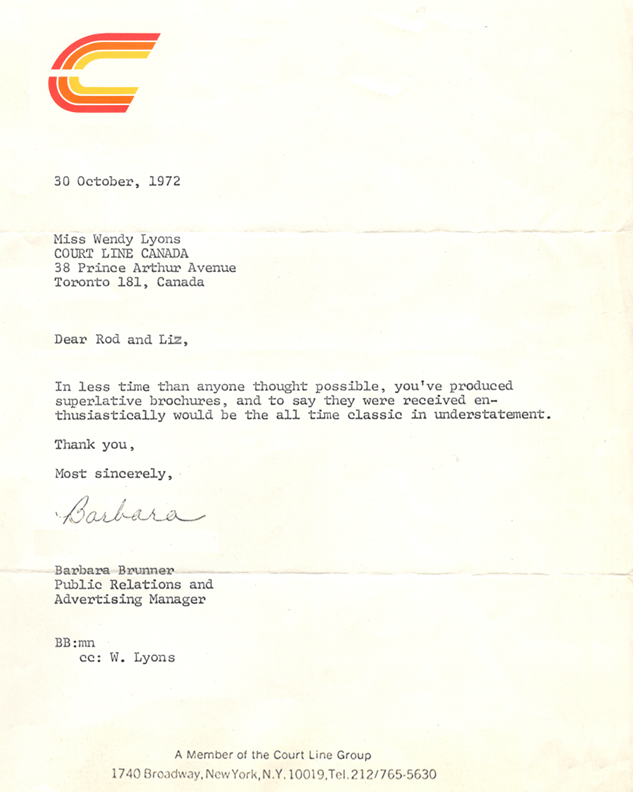 30 October, 1972
Miss Wendy Lyons
COURT LINE CANADA
38 Prince Arthur Avenue
Toronto 181, Canada
Dear Rod and Liz,
In less time than anyone thought possible, you've produced
superlative brochures, and to say they were received en-
thusiastically would be the all time classic in understatement.
Thank you,
Most sincerely,
Barbara
Barbara Brunner
Public Relations and
Advertising Manager
BB:mn
cc: W. Lyons
A Member of the Court Line Group
1740 Broadway, New York, N.Y. 10019, Tel. 212/765-5630